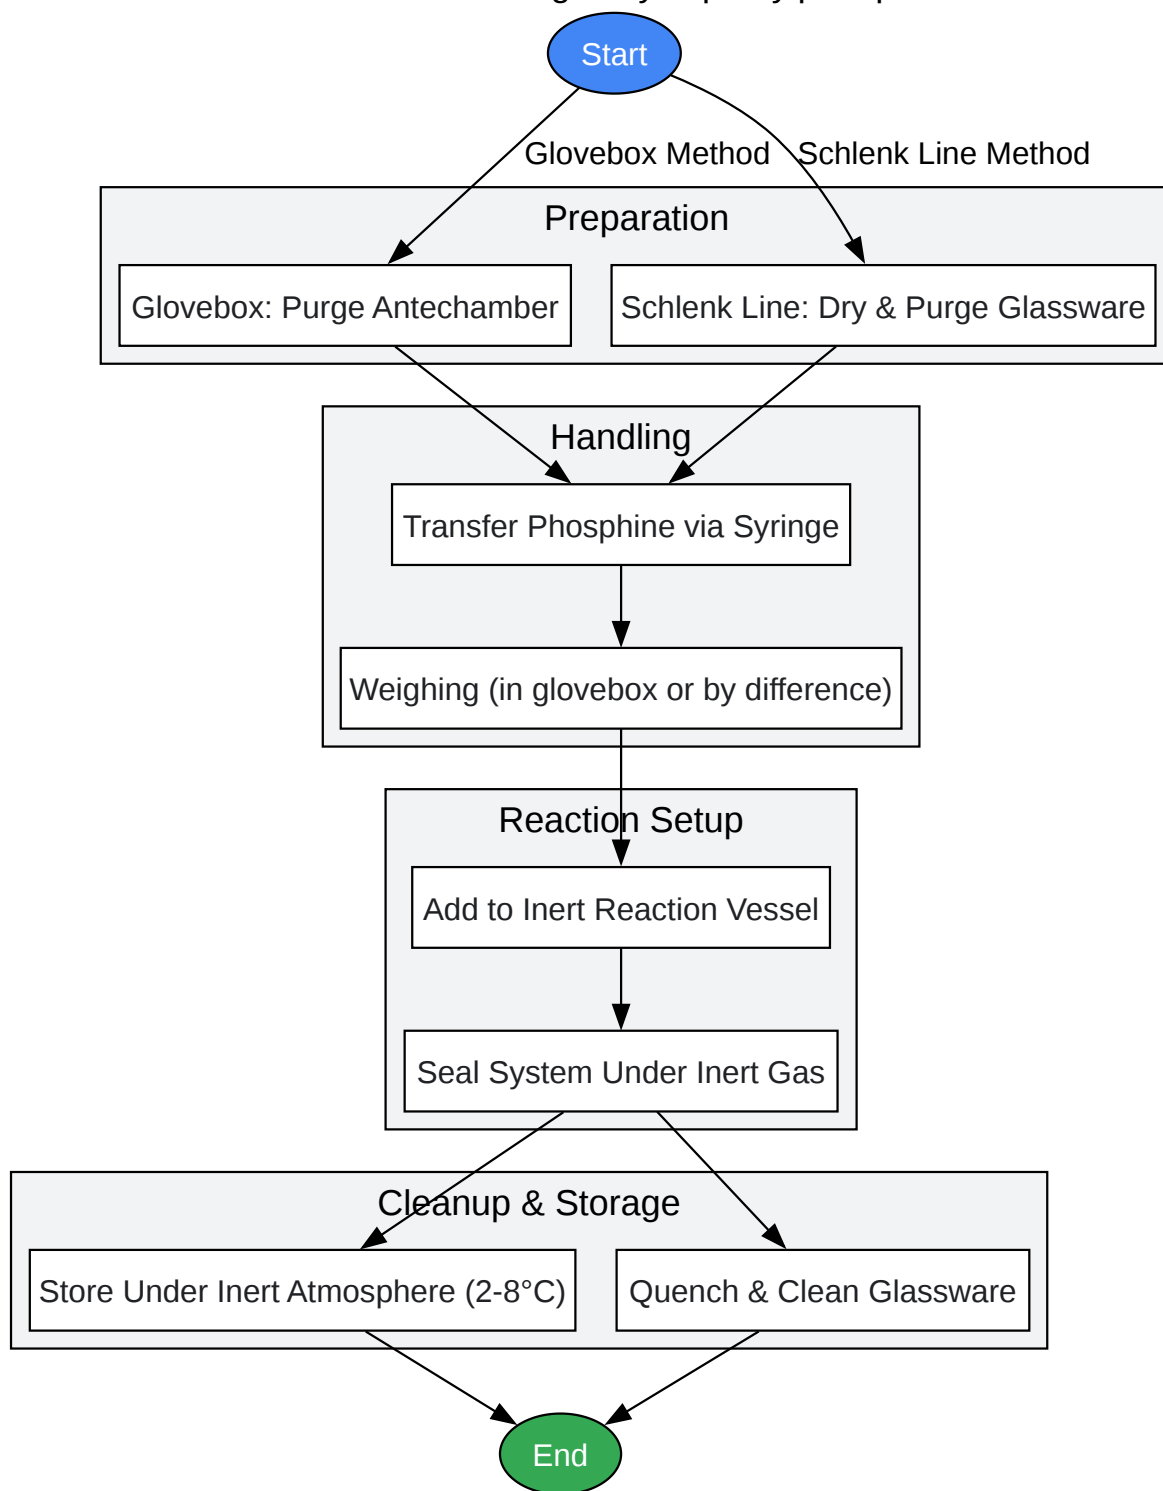 Start
Glovebox Method
Schlenk Line Method
Preparation
Glovebox: Purge Antechamber
Schlenk Line: Dry & Purge Glassware
Handling
Transfer Phosphine via Syringe
Weighing (in glovebox or by difference)
Reaction Setup
Add to Inert Reaction Vessel
Seal System Under Inert Gas
Cleanup & Storage
Store Under Inert Atmosphere (2-8°C)
Quench & Clean Glassware
End